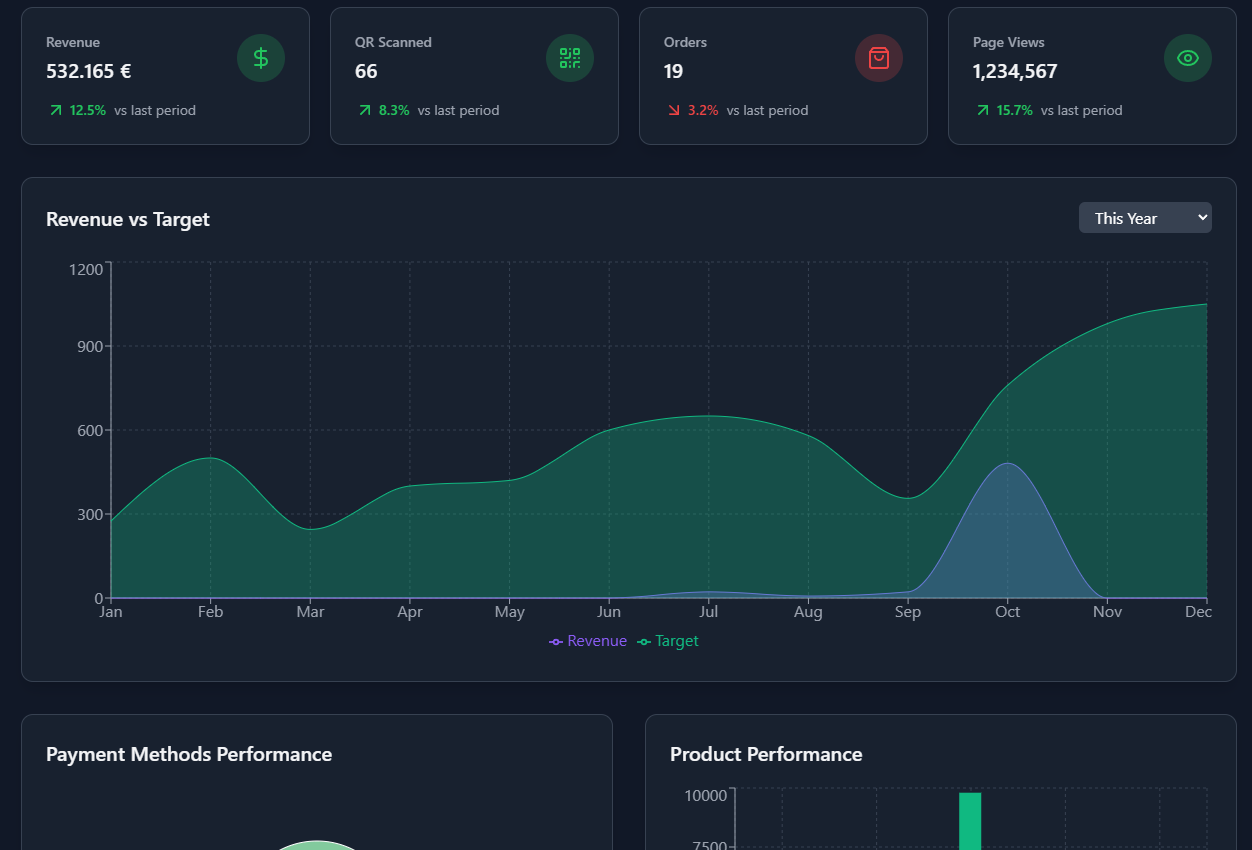 Revenue
532.165 €
12.5% vs last period
QR Scanned
66
8.3% vs last period
Orders
19
3.2% vs last period
Page Views
1,234,567
15.7% vs last period
Revenue vs Target
This Year
1200
900
600
300
0
Jan Feb Mar Apr May Jun Jul Aug Sep Oct Nov Dec
Revenue Target
Payment Methods Performance
Product Performance
10000
7500